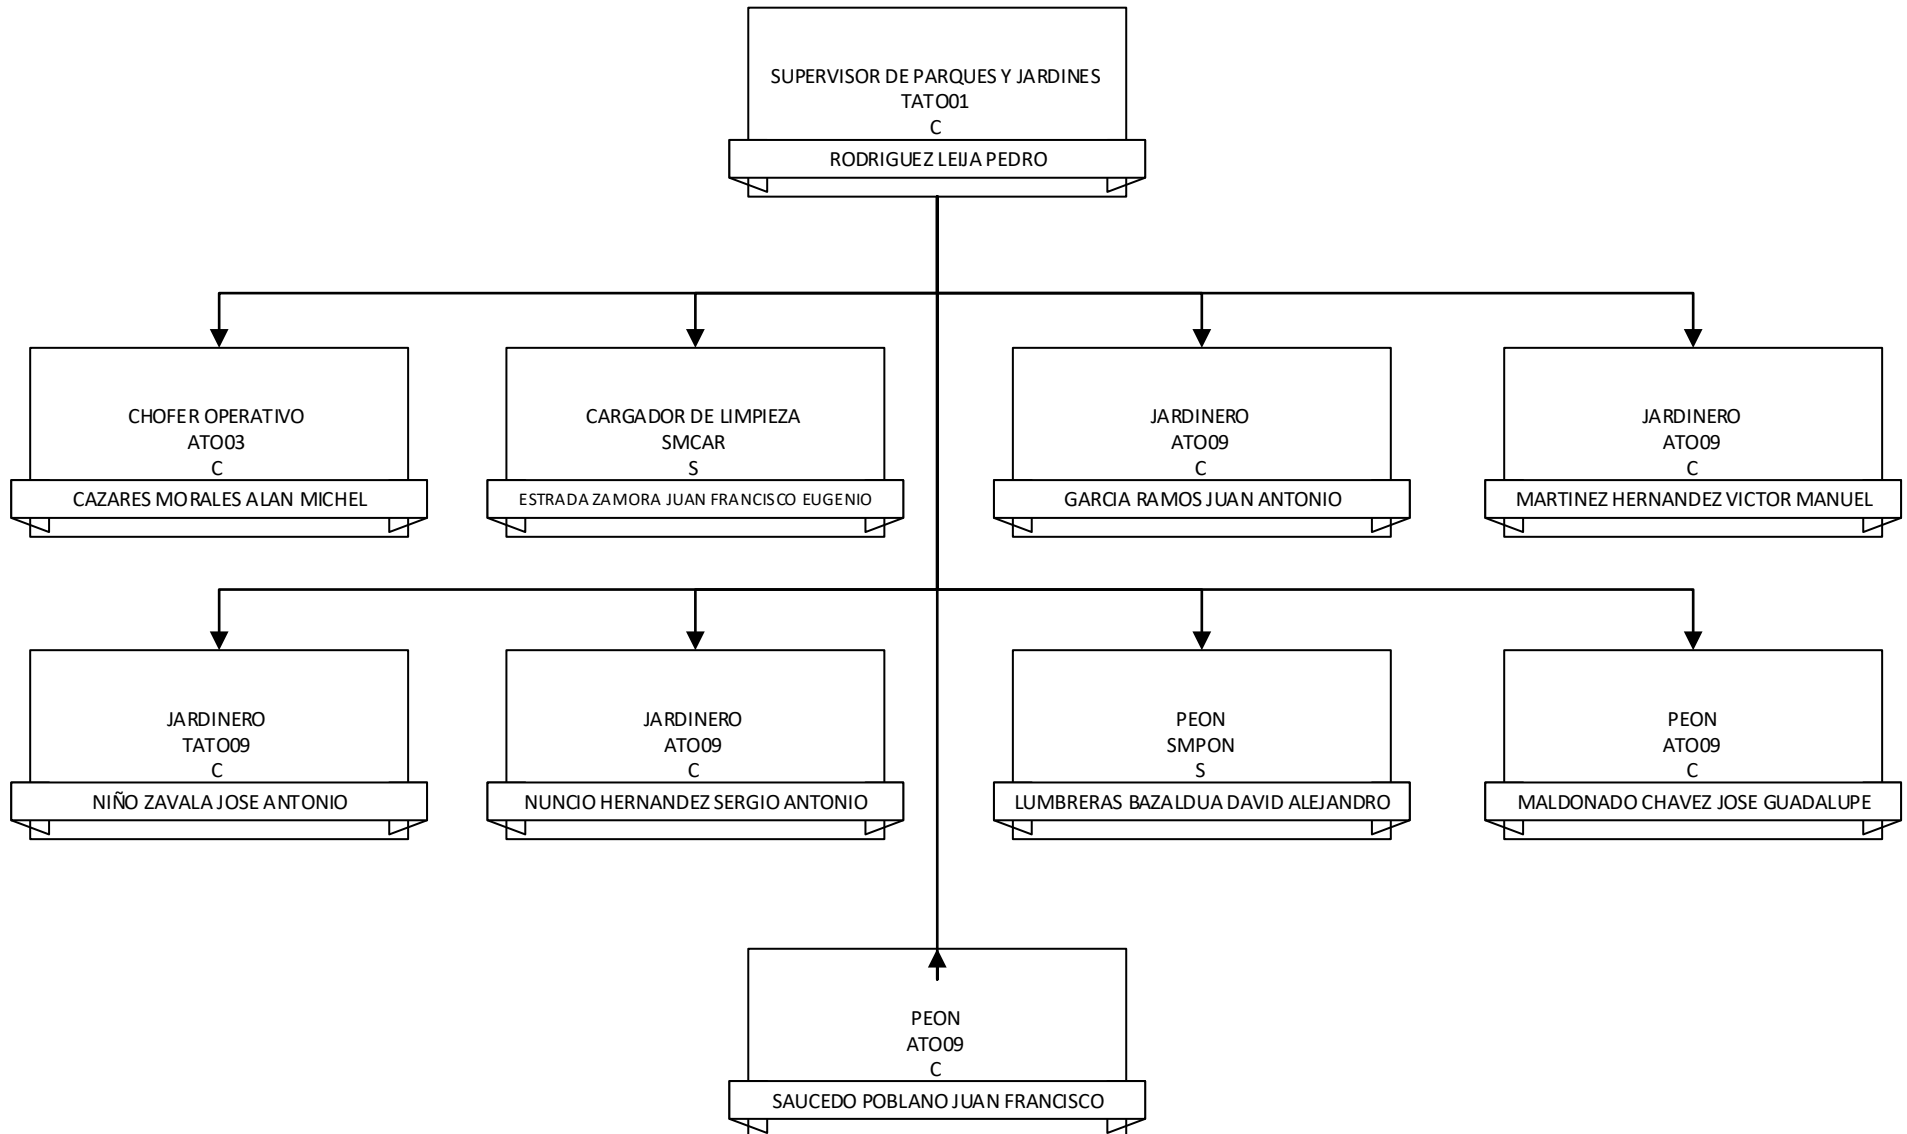 SUPERVISOR DE PARQUES Y JARDINES
TATO01
C
RODRIGUEZ LEIJA PEDRO
CHOFER OPERATIVO
ATO03
C
CAZARES MORALES ALAN MICHEL
CARGADOR DE LIMPIEZA
SMCAR
S
ESTRADA ZAMORA JUAN FRANCISCO EUGENIO
JARDINERO
ATO09
C
GARCIA RAMOS JUAN ANTONIO
JARDINERO
ATO09
C
MARTINEZ HERNANDEZ VICTOR MANUEL
JARDINERO
TATO09
C
NIÑO ZAVALA JOSE ANTONIO
JARDINERO
ATO09
C
NUNCIO HERNANDEZ SERGIO ANTONIO
PEON
SMPON
S
LUMBRERAS BAZALDUA DAVID ALEJANDRO
PEON
ATO09
C
MALDONADO CHAVEZ JOSE GUADALUPE
PEON
ATO09
C
SAUCEDO POBLANO JUAN FRANCISCO